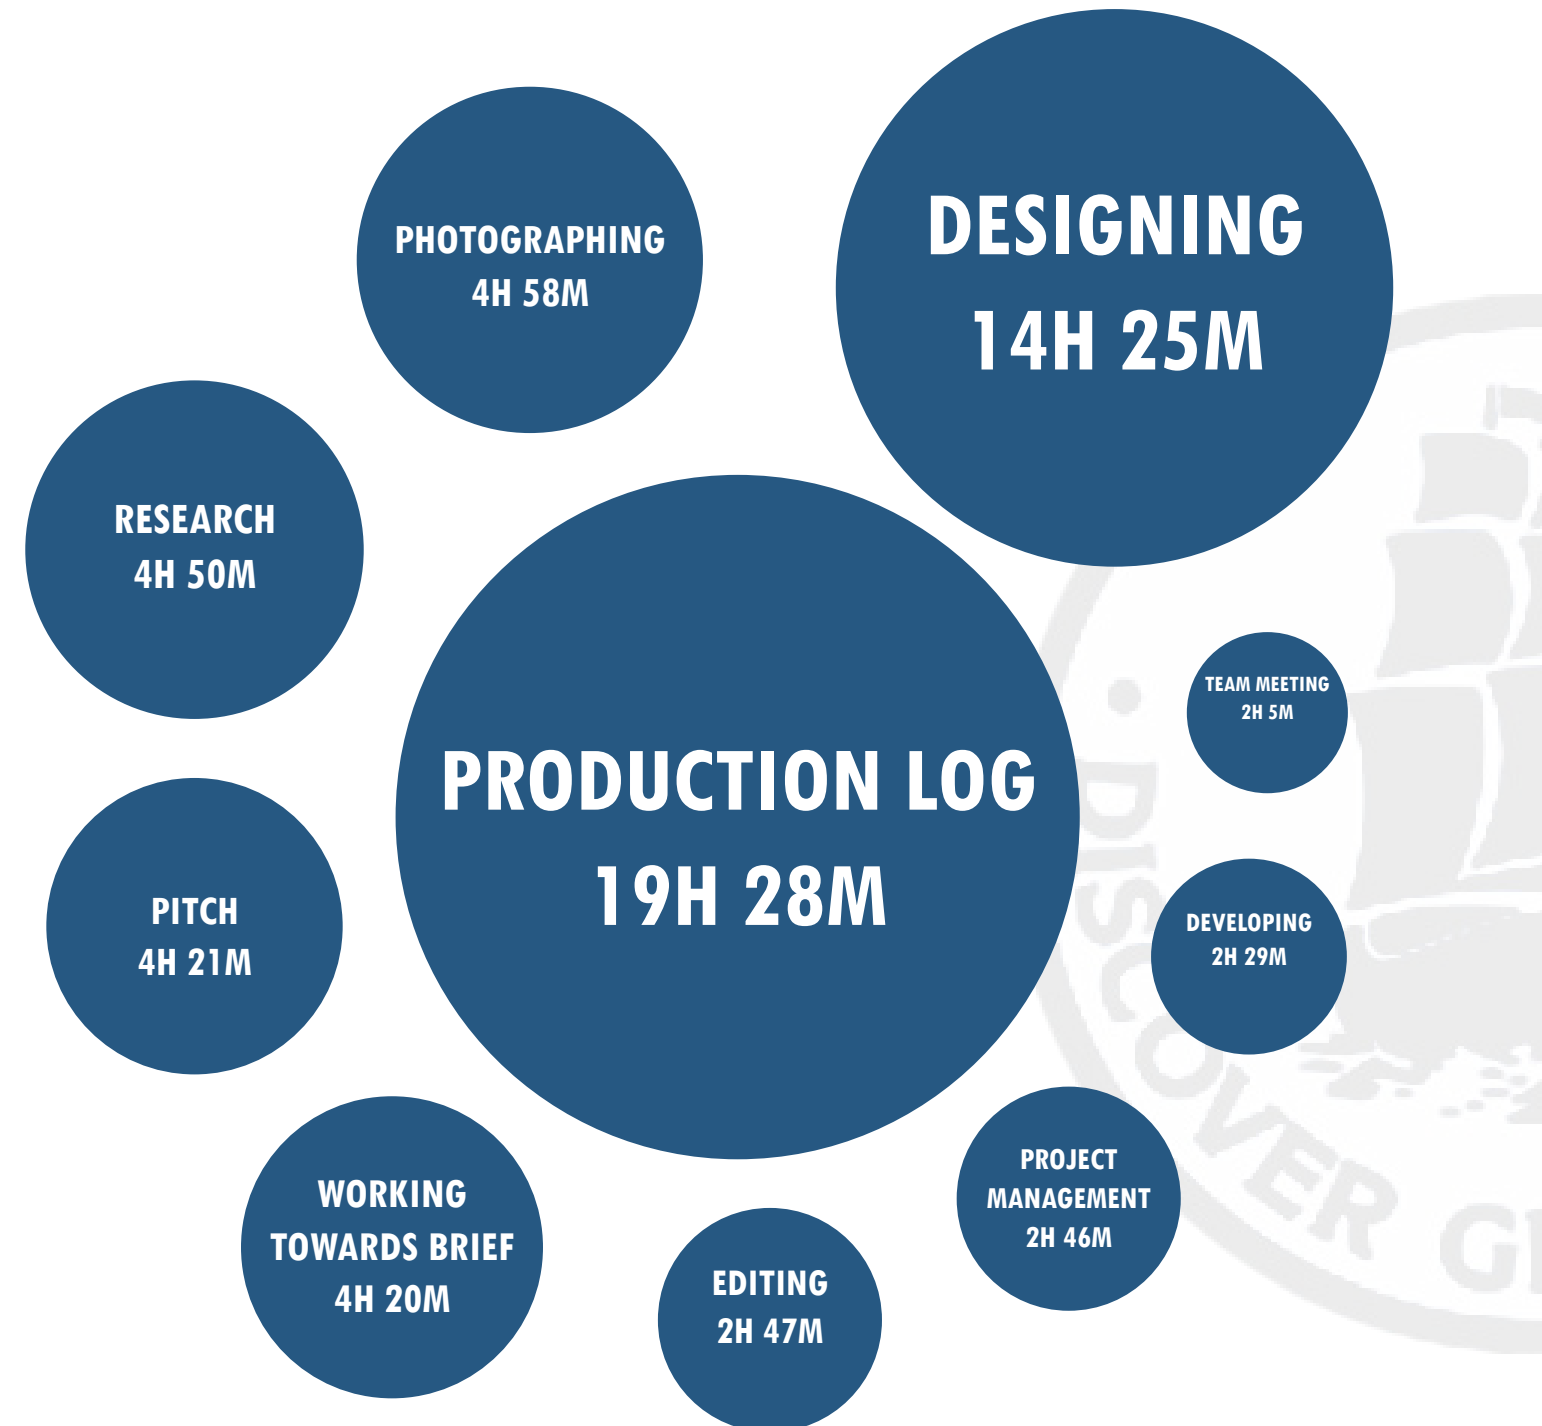 PHOTOGRAPHING
4H 58M
DESIGNING
14H 25M
RESEARCH
4H 50M
PRODUCTION LOG
19H 28M
TEAM MEETING
2H 5M
PITCH
4H 21M
DEVELOPING
2H 29M
WORKING
TOWARDS BRIEF
4H 20M
EDITING
2H 47M
PROJECT
MANAGEMENT
2H 46M
DISCOVER